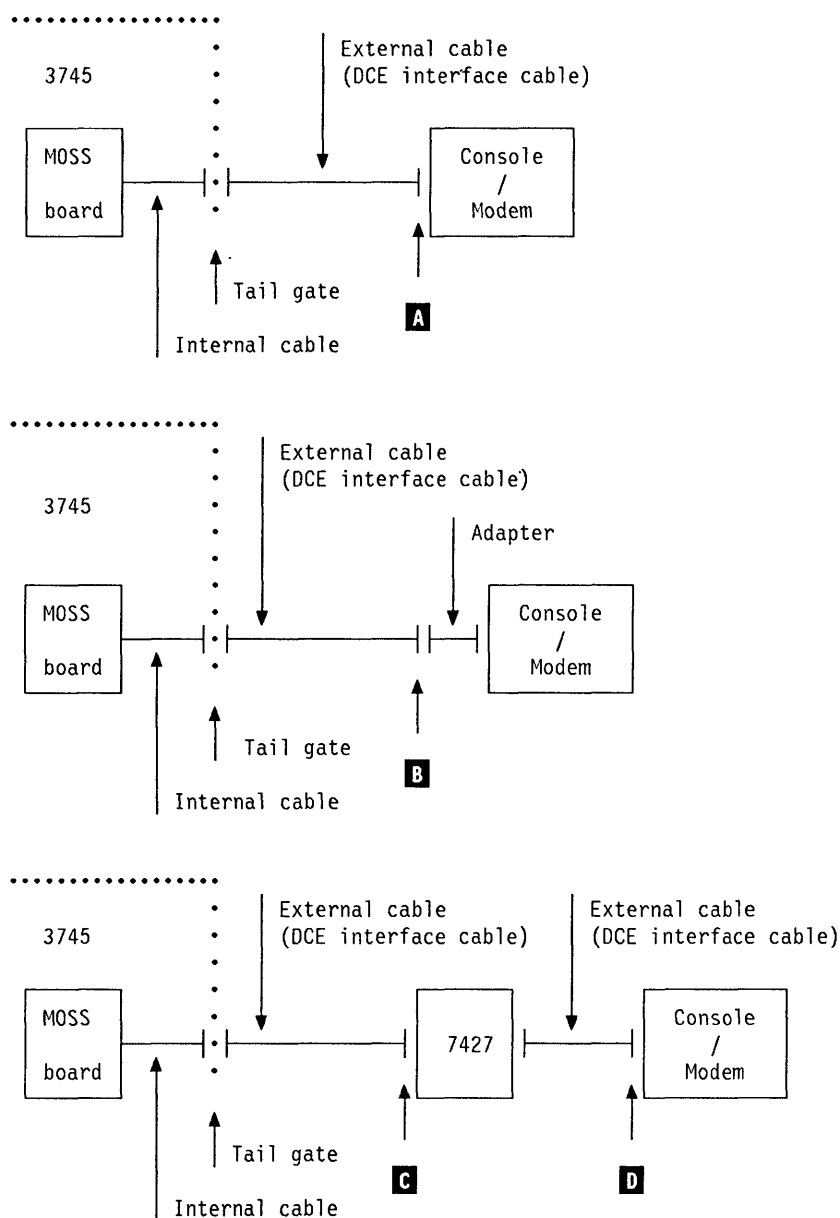 External cable
(DCE interface cable)
3745
MOSS
board
Console
/
Modem
Tail gate
A
Internal cable
External cable
(DCE interface cable)
3745
Adapter
MOSS
board
Console
/
Modem
Tail gate
B
Internal cable
External cable
(DCE interface cable)
External cable
(DCE interface cable)
3745
MOSS
board
7427
Console
/
Modem
Tail gate
C
D
Internal cable